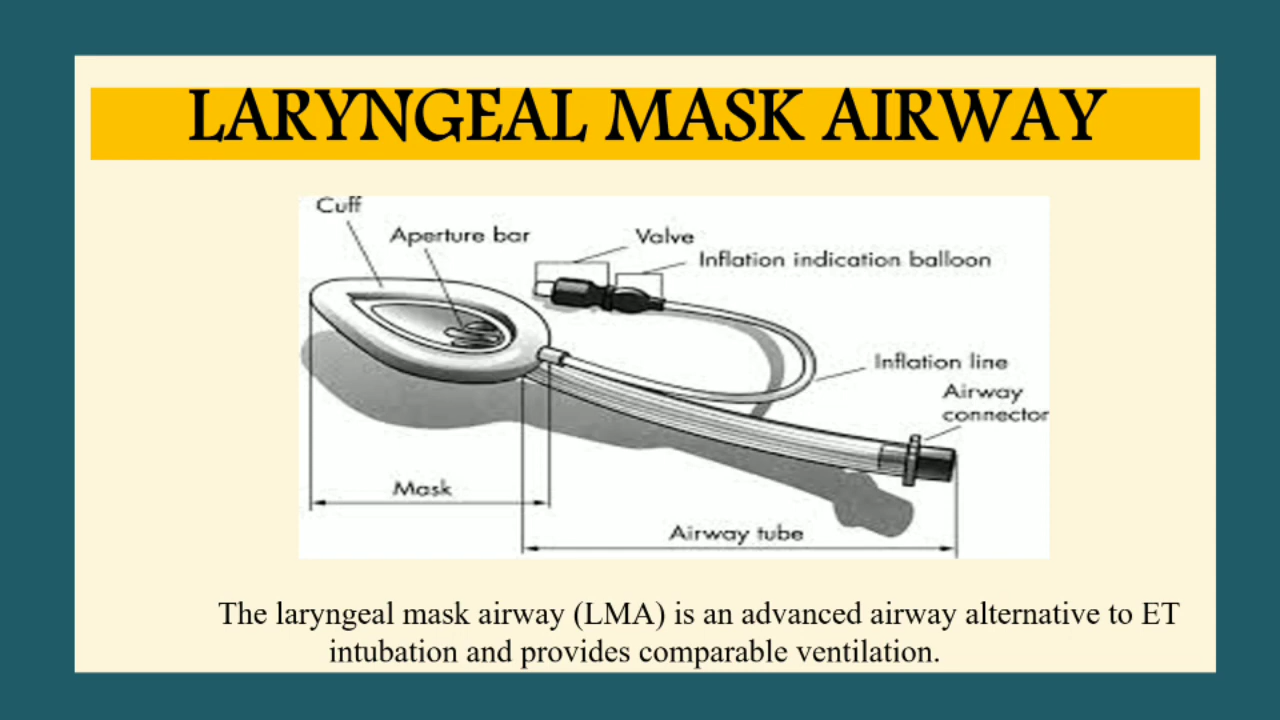 LARYNGEAL MASK AIRWAY
Cuff
Aperture bar
Valve
Inflation indication balloon
Inflation line
Airway
connector
Mask
Airway tube
The laryngeal mask airway (LMA) is an advanced airway alternative to ET
intubation and provides comparable ventilation.